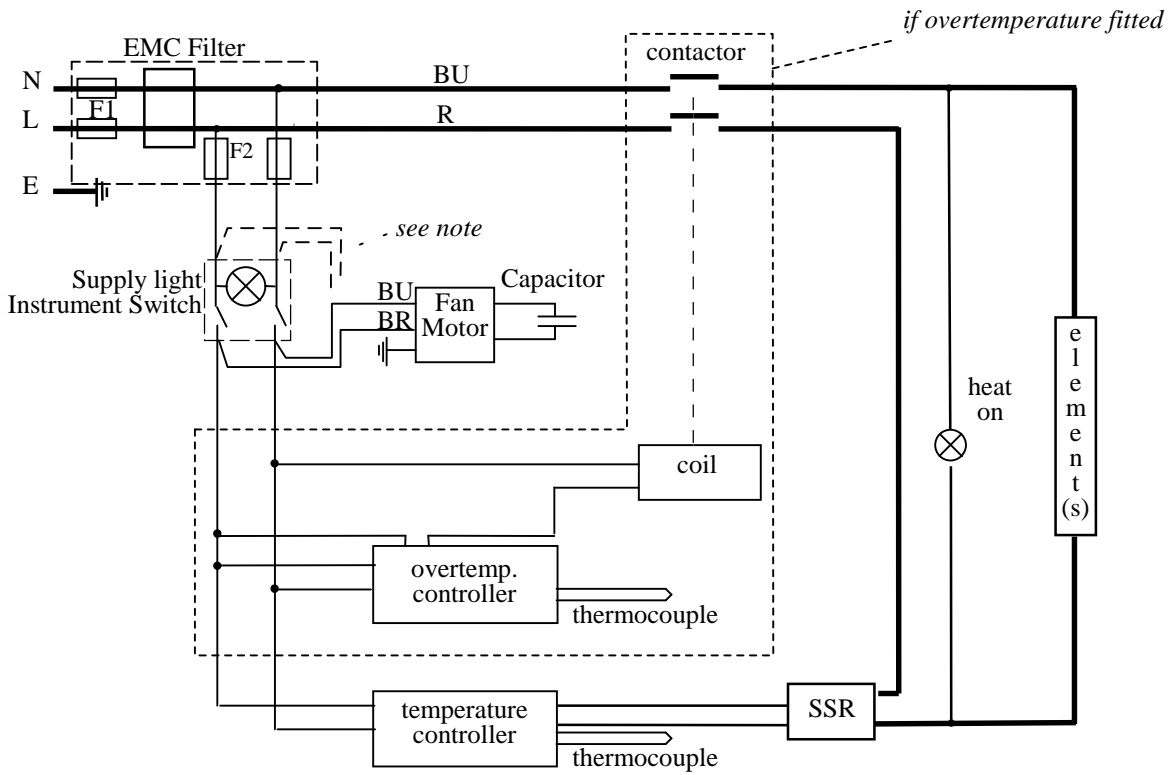 if overtemperature fitted
EMC Filter
contactor
N
BU
F1
L
R
F2
E
see note
Supply light
Instrument Switch
Capacitor
BU
Fan
BR
Motor
element(s)
heat
on
coil
overtemp.
controller
thermocouple
temperature
controller
SSR
thermocouple